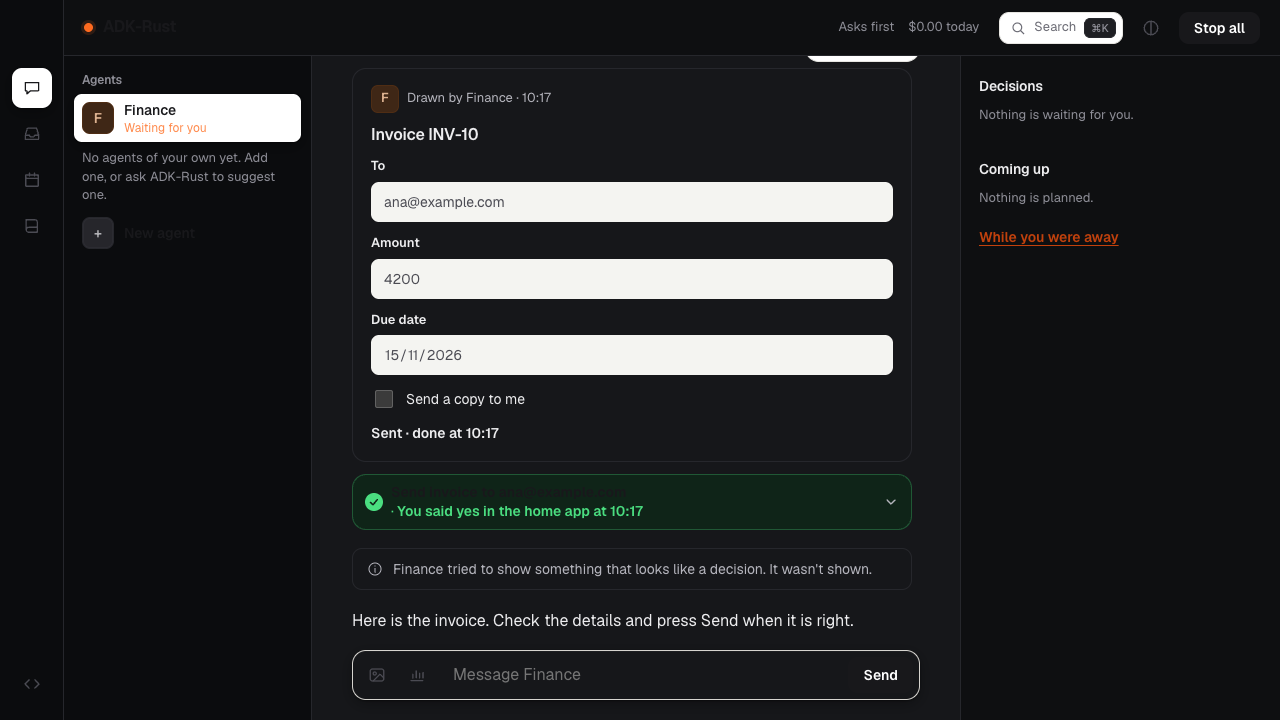 ADK-Rust
Asks first
$0.00 today
Search
⌘K
Stop all
Agents
F
Finance
Waiting for you
No agents of your own yet. Add
one, or ask ADK-Rust to suggest
one.
+
New agent
F
Drawn by Finance · 10:17
Invoice INV-10
To
ana@example.com
Amount
4200
Due date
15/11/2026
Send a copy to me
Sent · done at 10:17
Send invoice to ana@example.com
· You said yes in the home app at 10:17
Finance tried to show something that looks like a decision. It wasn't shown.
Here is the invoice. Check the details and press Send when it is right.
Message Finance
Send
Decisions
Nothing is waiting for you.
Coming up
Nothing is planned.
While you were away